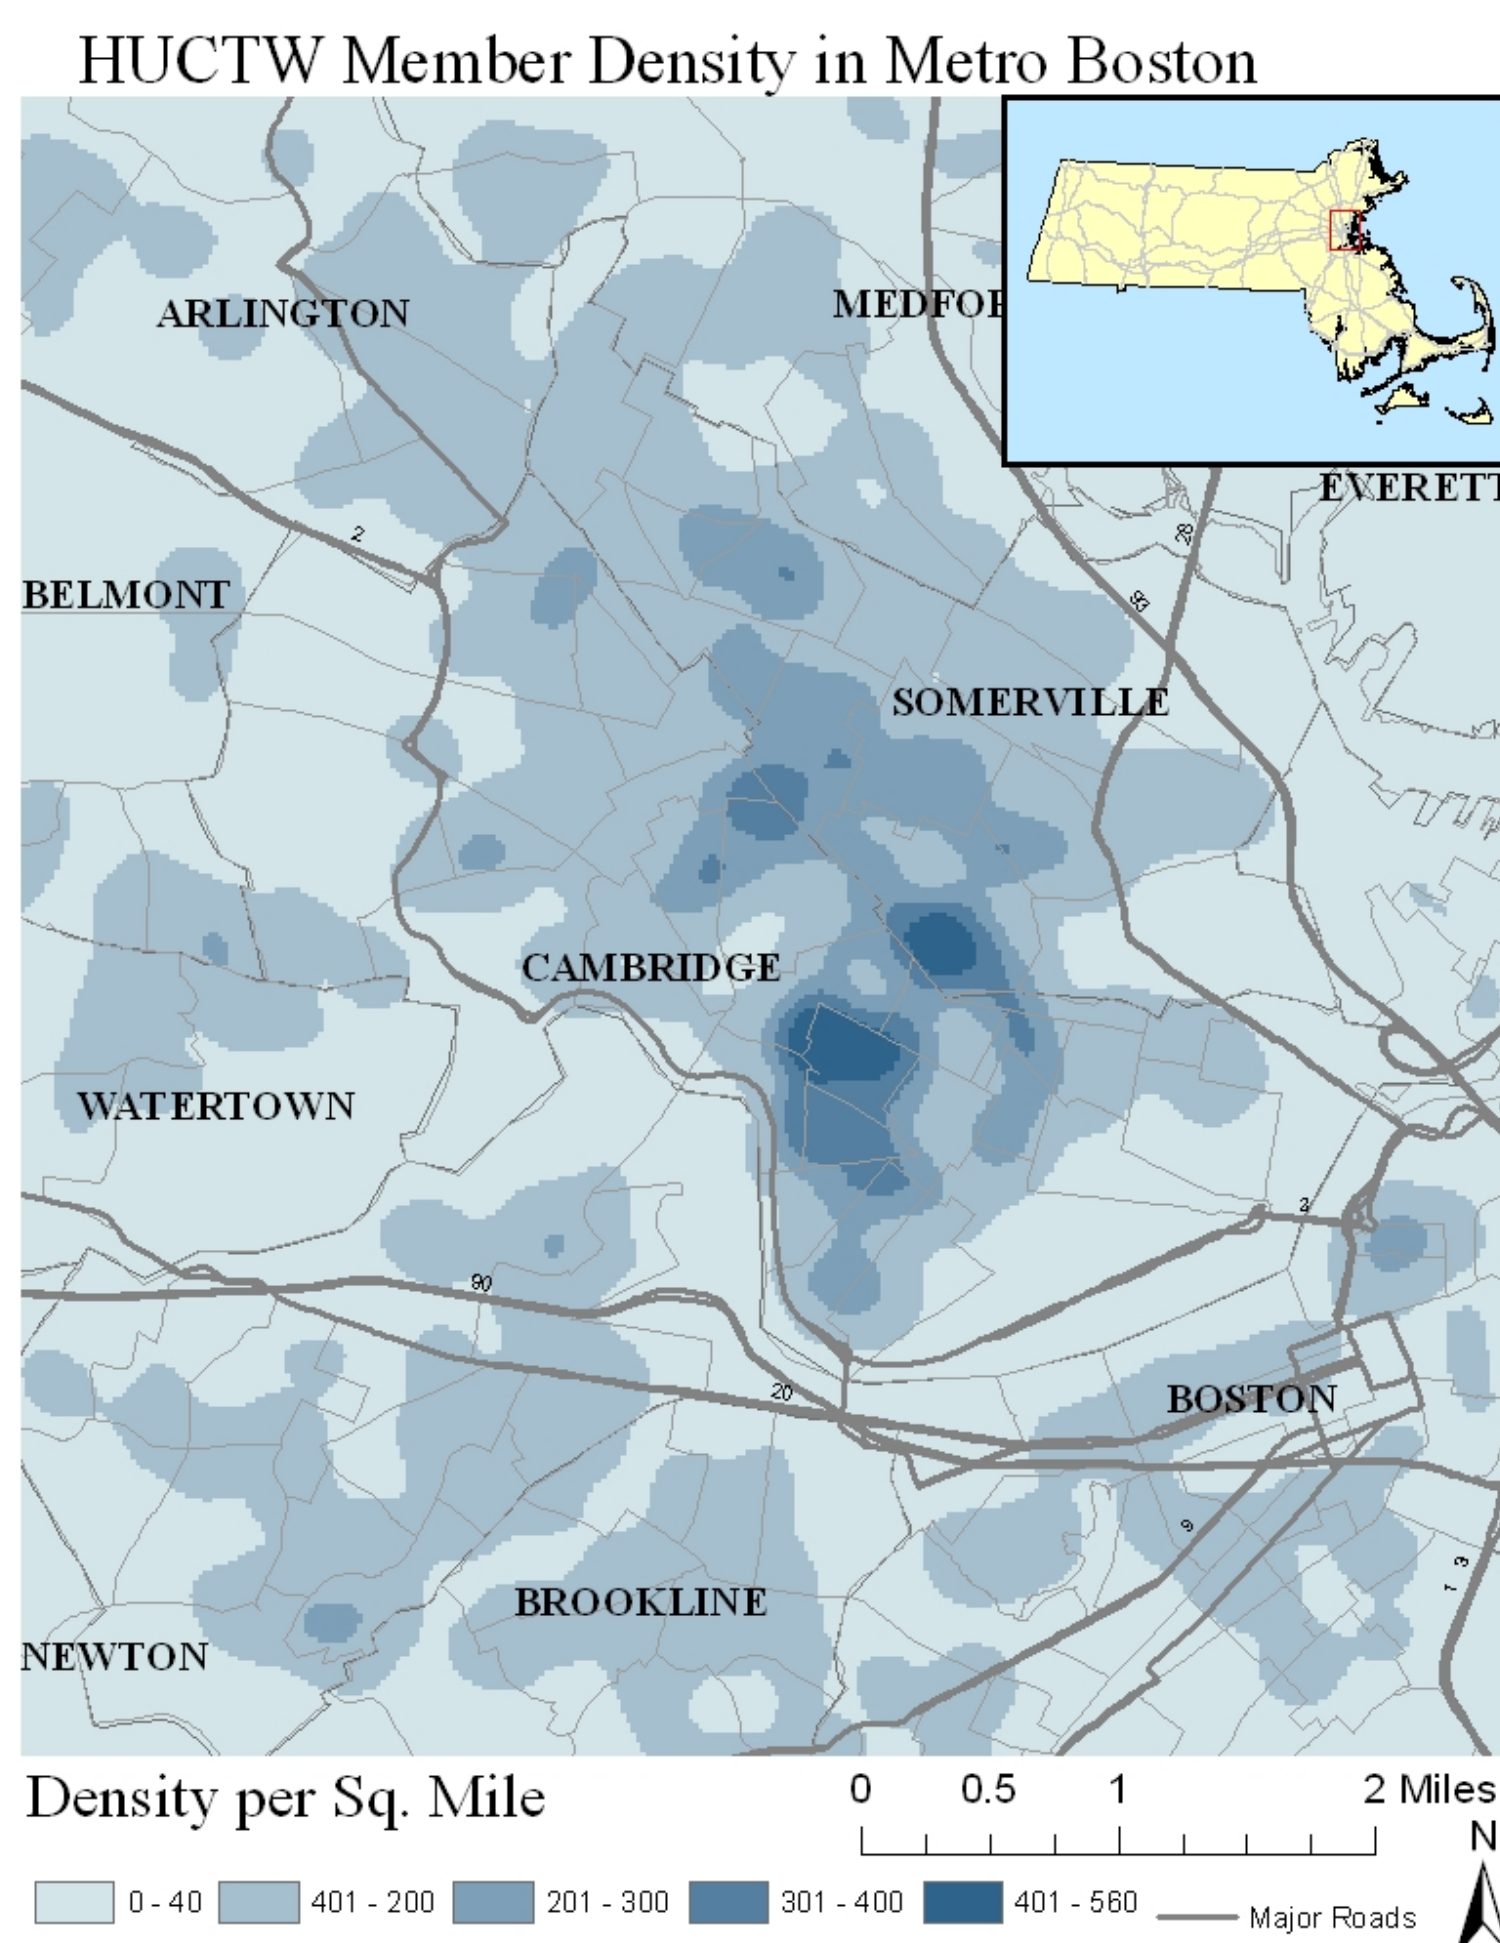 HUCTW Member Density in Metro Boston
ARLINGTON
MEDFOR
EVERETT
2
28
BELMONT
93
SOMERVILLE
CAMBRIDGE
WATERTOWN
2
90
20
BOSTON
9
3
BROOKLINE
NEWTON
Density per Sq. Mile
0 0.5 1 2 Miles
N
0 - 40 401 - 200 201 - 300 301 - 400 401 - 560 Major Roads